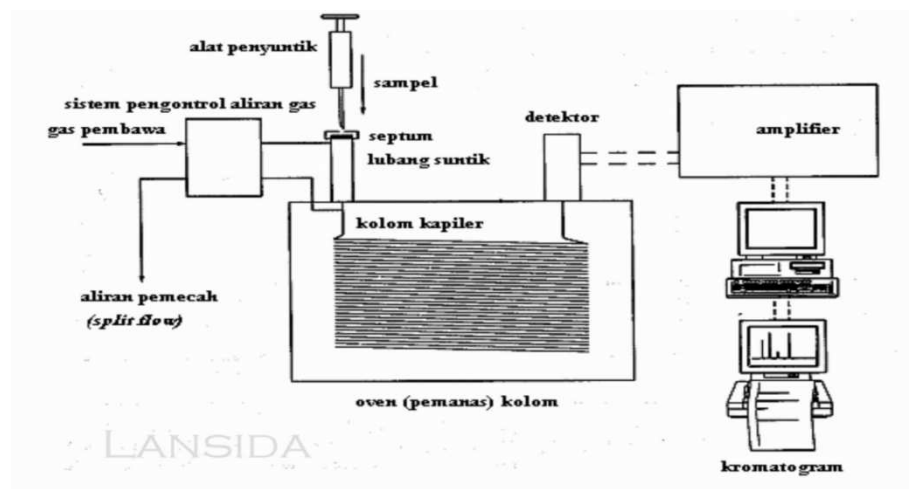 alat penyuntik
sampel
sistem pengontrol aliran gas
gas pembawa
septum
lubang suntik
detektor
amplifier
kolom kapiler
aliran pemecah
(split flow)
oven (pemanas) kolom
LANSIDA
kromatogram